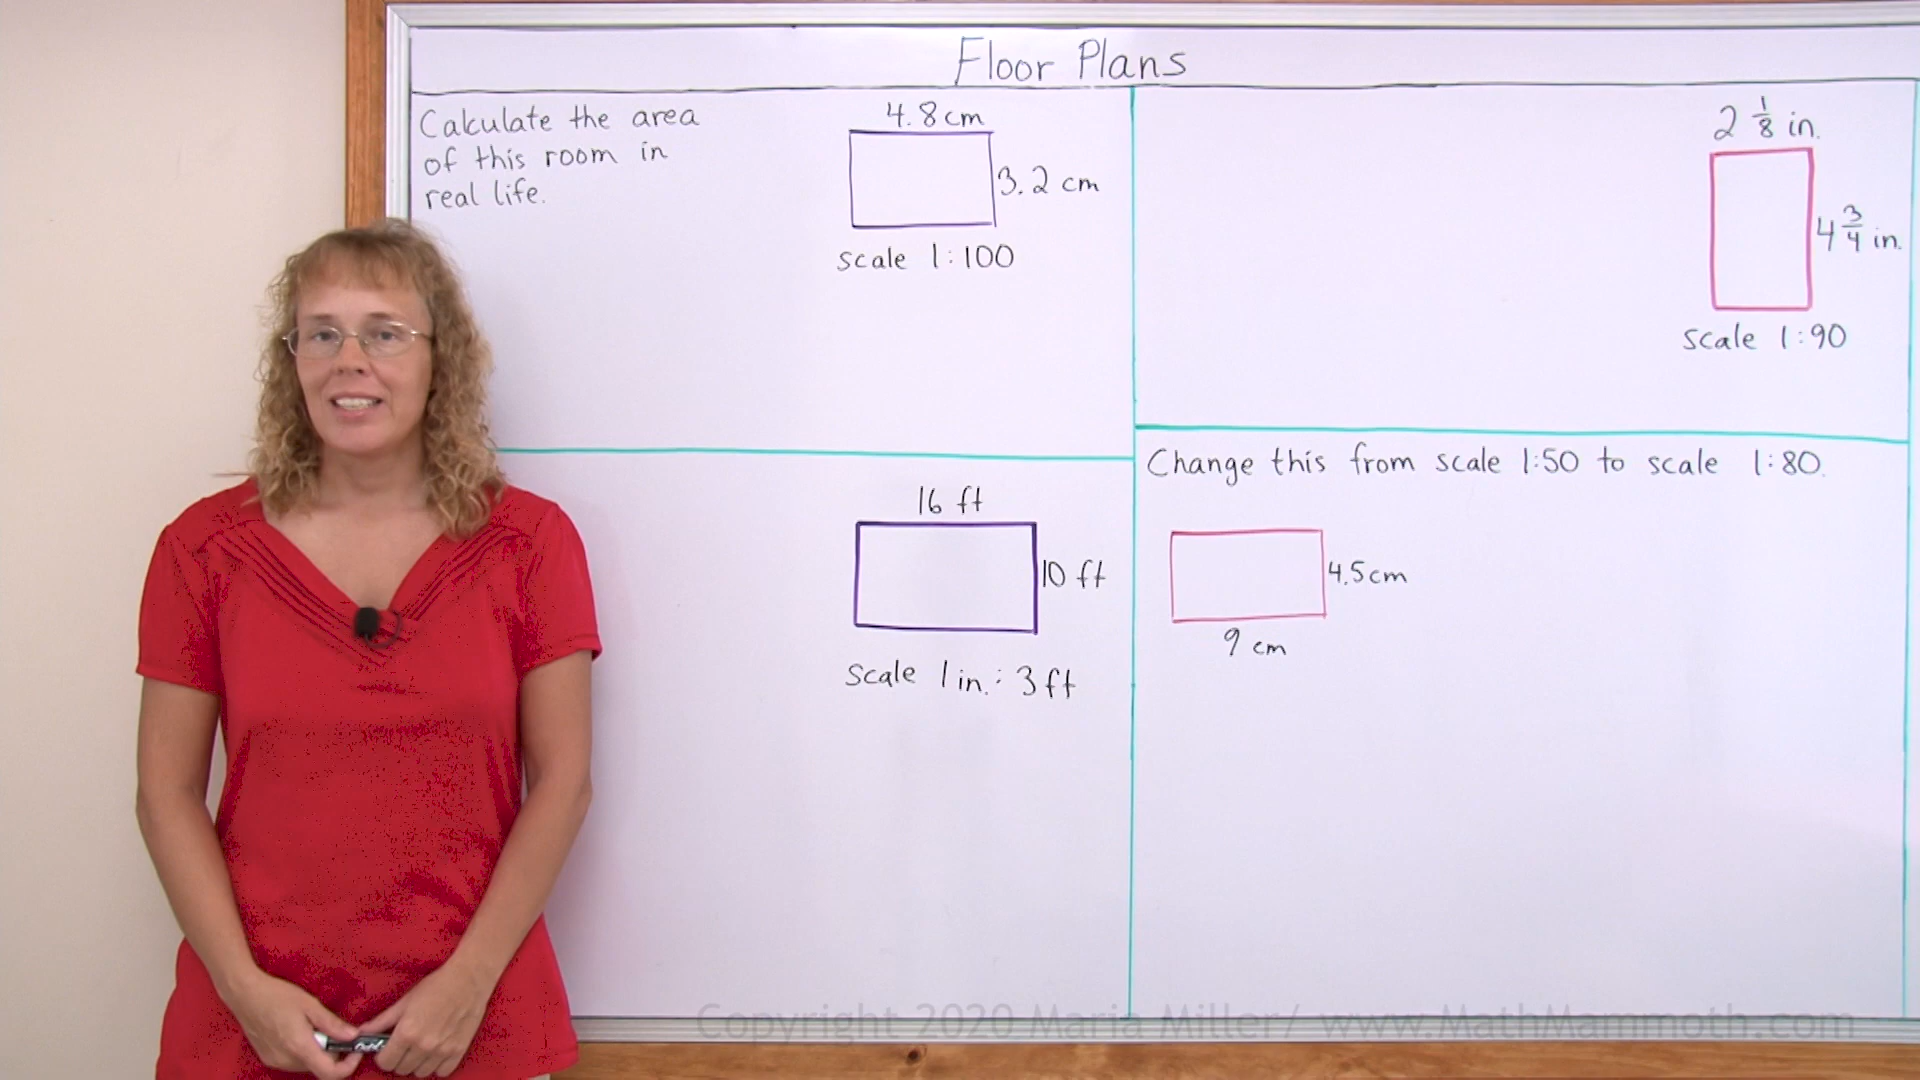 Floor Plans
Calculate the area
of this room in
real life.
4.8 cm
3.2 cm
scale 1:100
2 1/8 in.
4 3/4 in.
scale 1:90
16 ft
10 ft
scale 1 in.: 3 ft
Change this from scale 1:50 to scale 1:80.
4.5 cm
9 cm
Copyright 2020 Maria Miller/ www.MathMammoth.com